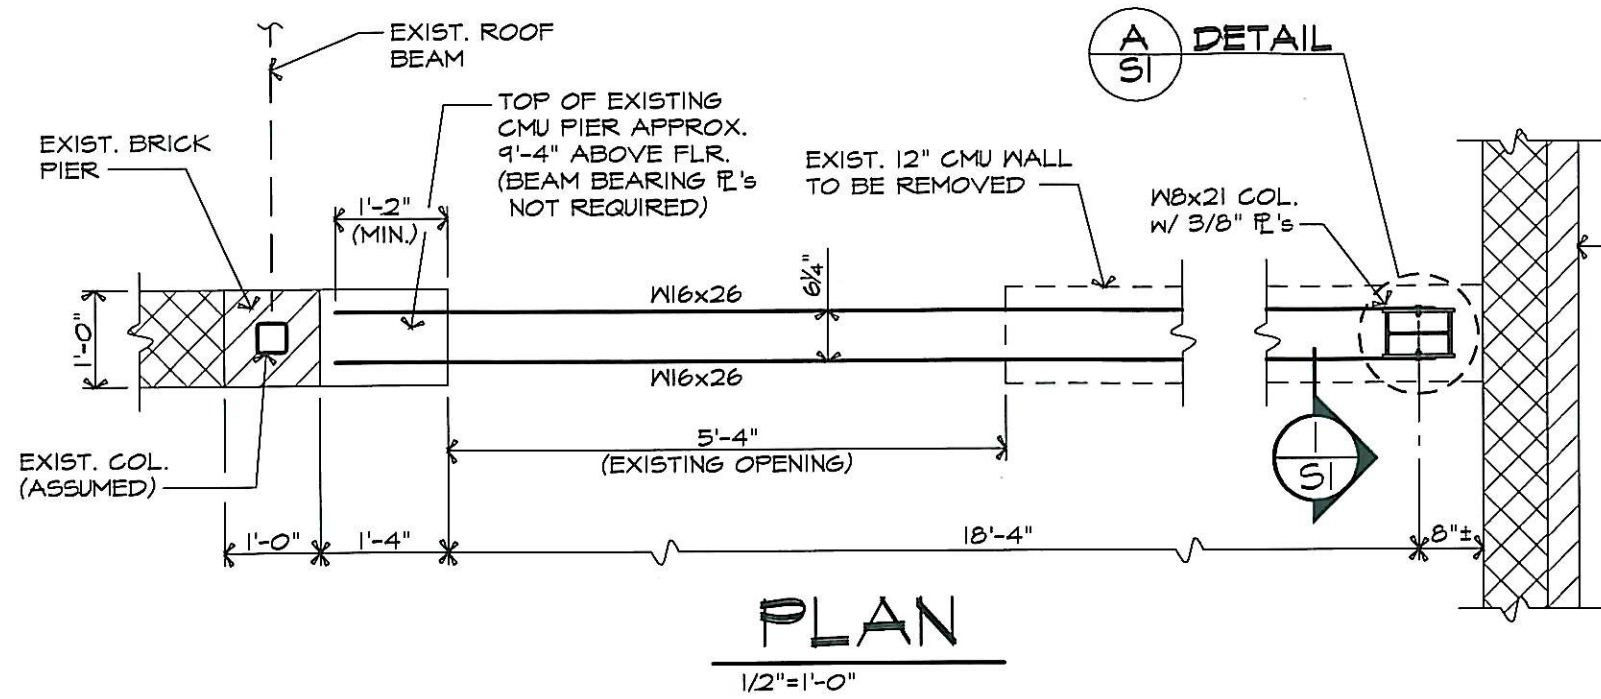 EXIST. ROOF
BEAM
A
S1
DETAIL
TOP OF EXISTING
CMU PIER APPROX.
9'-4" ABOVE FLR.
(BEAM BEARING PL's
NOT REQUIRED)
EXIST. BRICK
PIER
EXIST. 12" CMU WALL
TO BE REMOVED
W8x21 COL.
w/ 3/8" PL's
1'-2"
(MIN.)
W16x26
6¼"
1'-0"
W16x26
5'-4"
(EXISTING OPENING)
1
S1
EXIST. COL.
(ASSUMED)
1'-0"
1'-4"
18'-4"
8"±
PLAN
1/2"=1'-0"